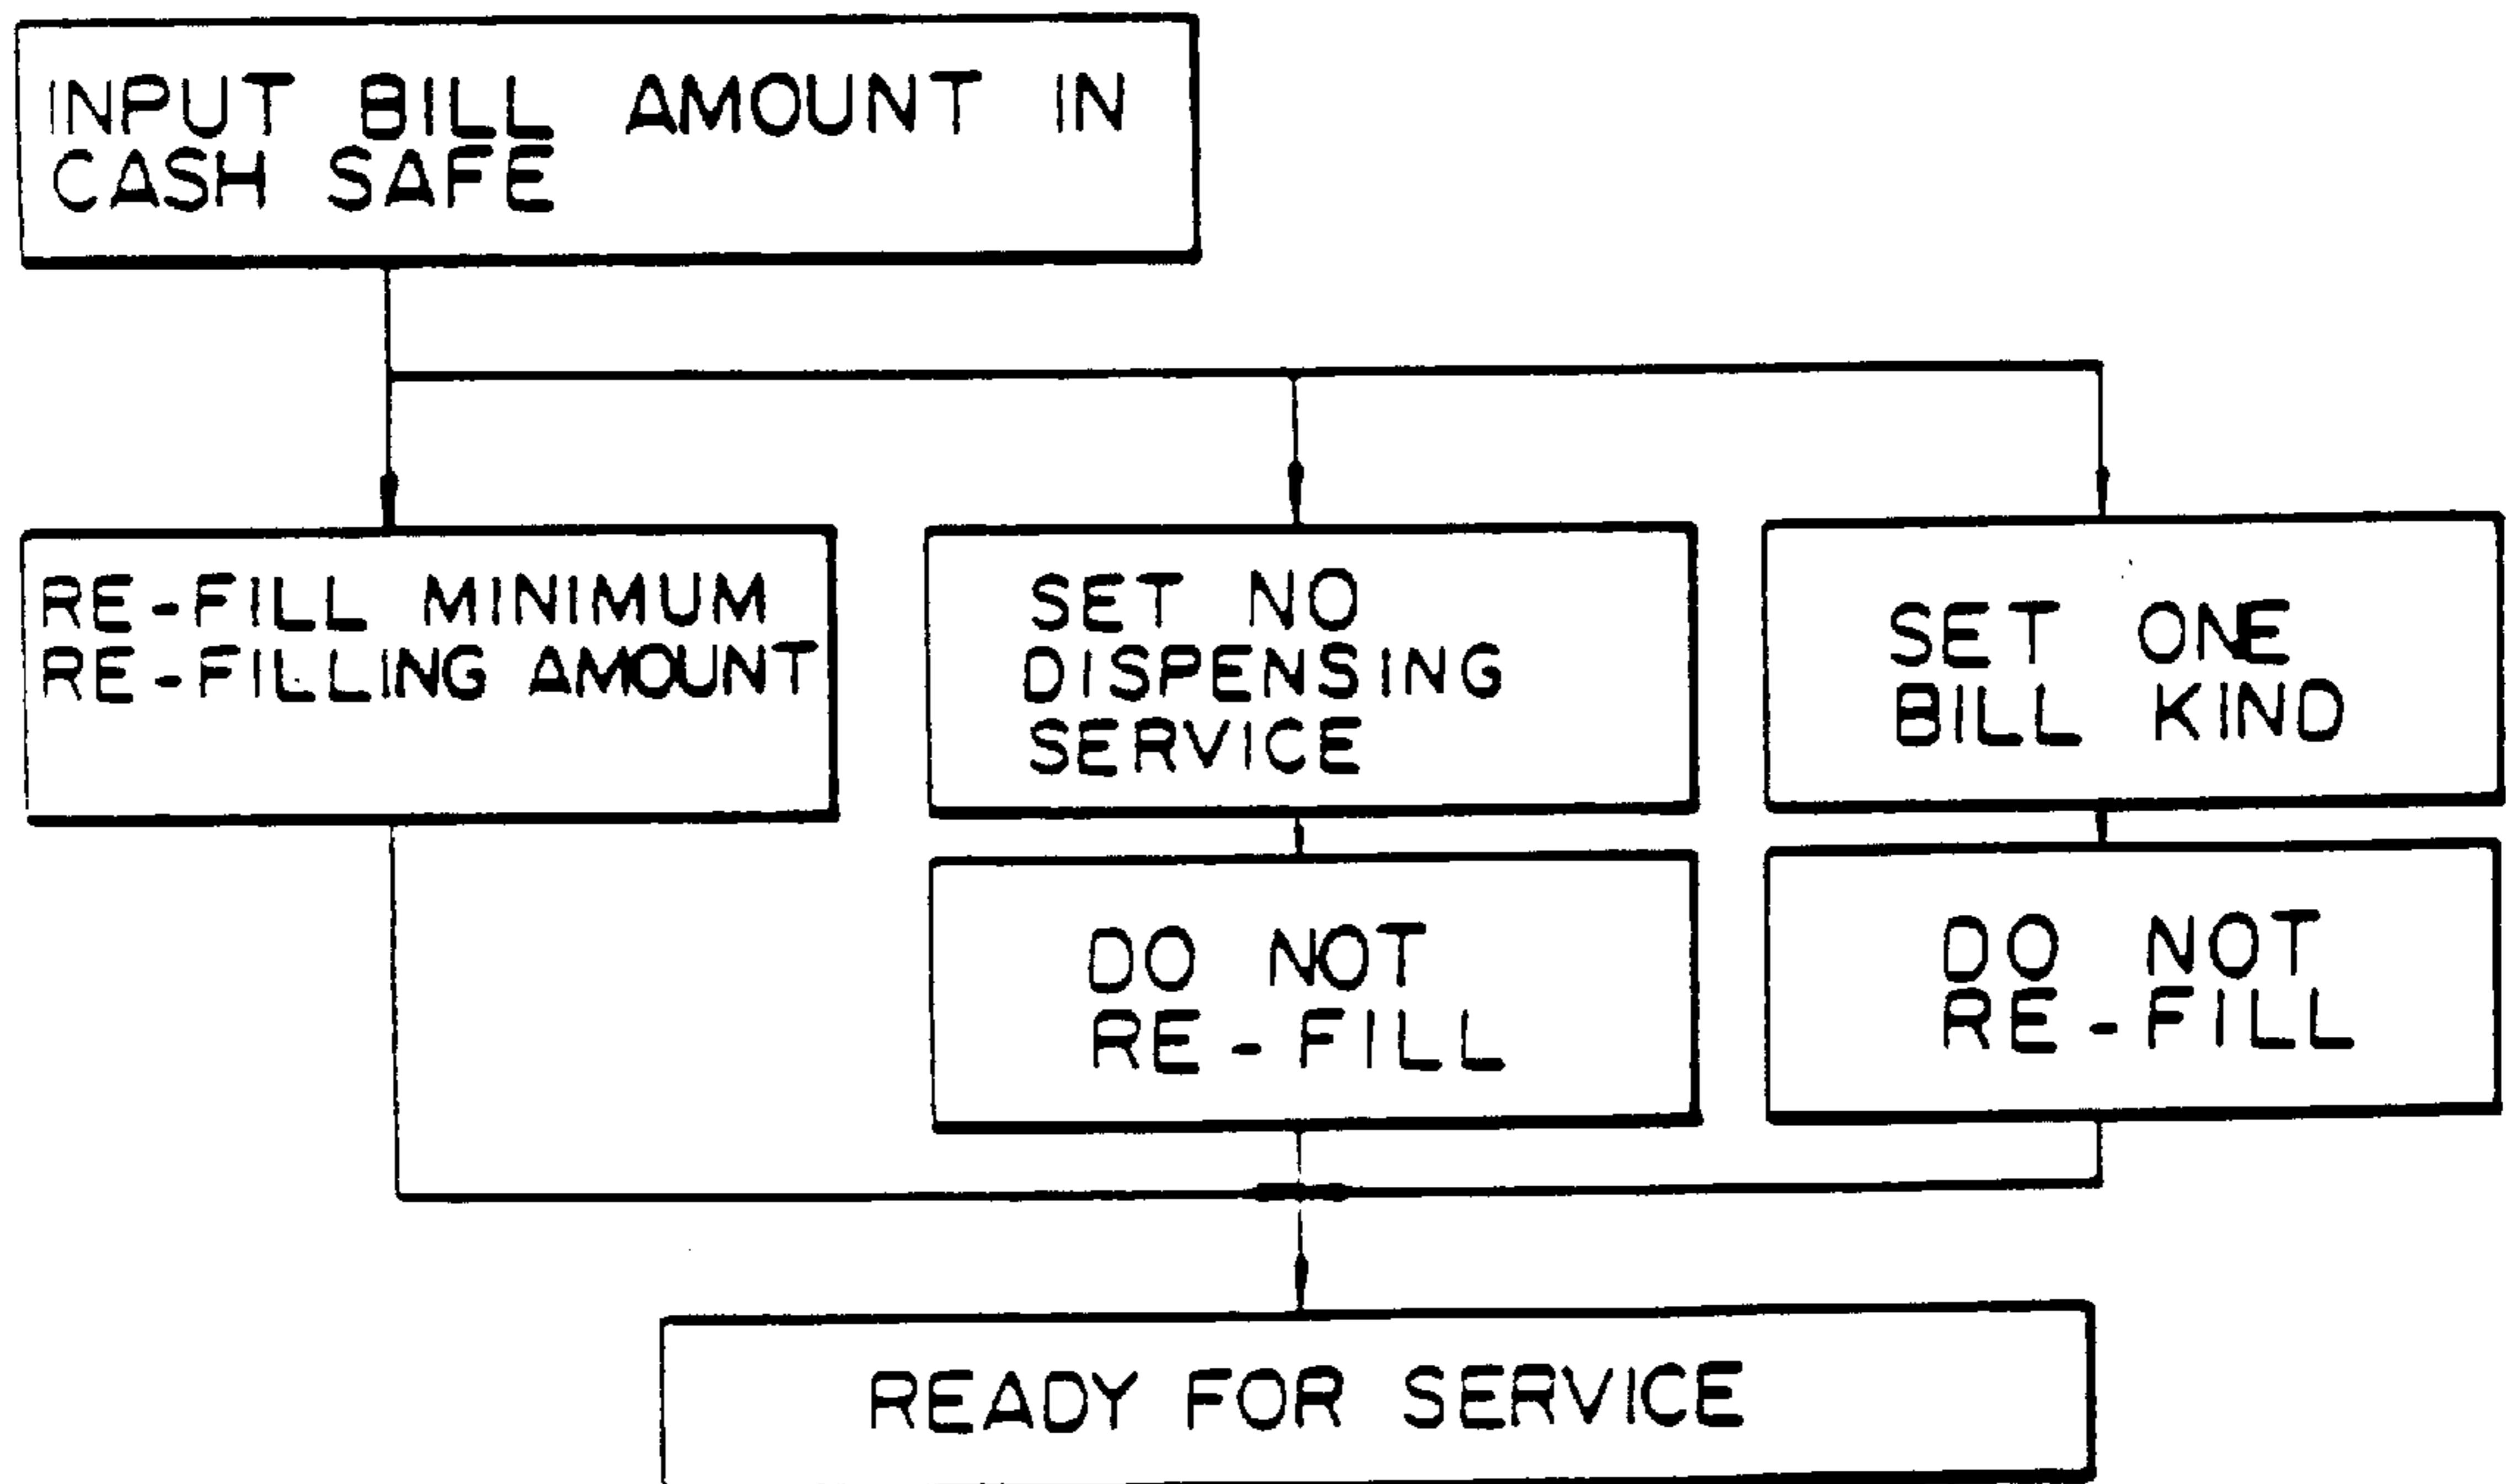 INPUT BILL AMOUNT IN
CASH SAFE
RE-FILL MINIMUM
RE-FILLING AMOUNT
SET NO
DISPENSING
SERVICE
SET ONE
BILL KIND
DO NOT
RE-FILL
DO NOT
RE-FILL
READY FOR SERVICE